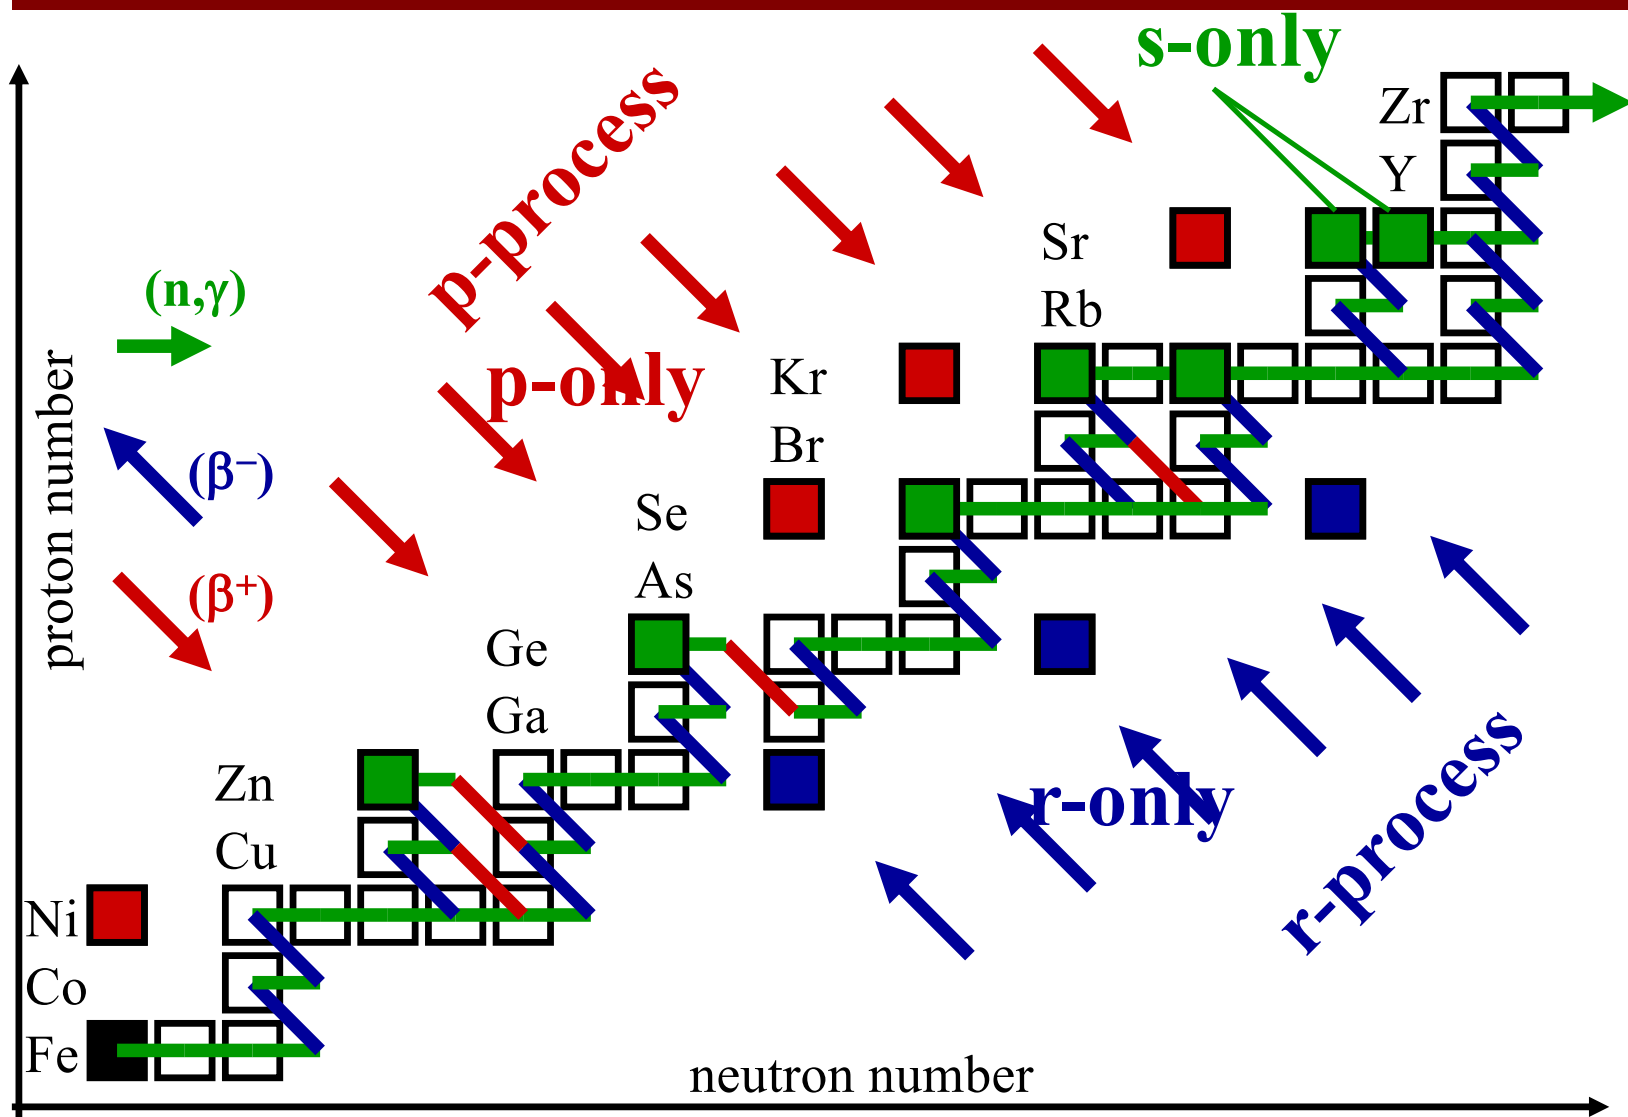 s-only
Zr
p-process
Y
Sr
(n,γ)
Rb
proton number
p-only
Kr
Br
(β⁻)
Se
As
(β⁺)
Ge
Ga
r-process
Zn
r-only
Cu
Ni
Co
Fe
neutron number